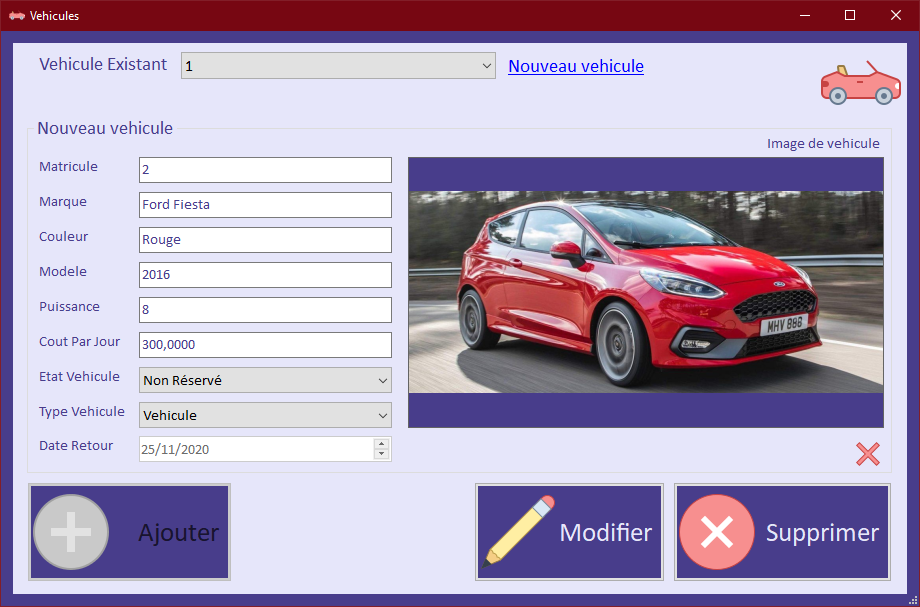 Vehicules
Vehicule Existant 1 Nouveau vehicule
Nouveau vehicule
Image de vehicule
Matricule 2
Marque Ford Fiesta
Couleur Rouge
Modele 2016
Puissance 8
Cout Par Jour 300,0000
Etat Vehicule Non Réservé
Type Vehicule Vehicule
Date Retour 25/11/2020
Ford
MHV 888
Ajouter Modifier Supprimer